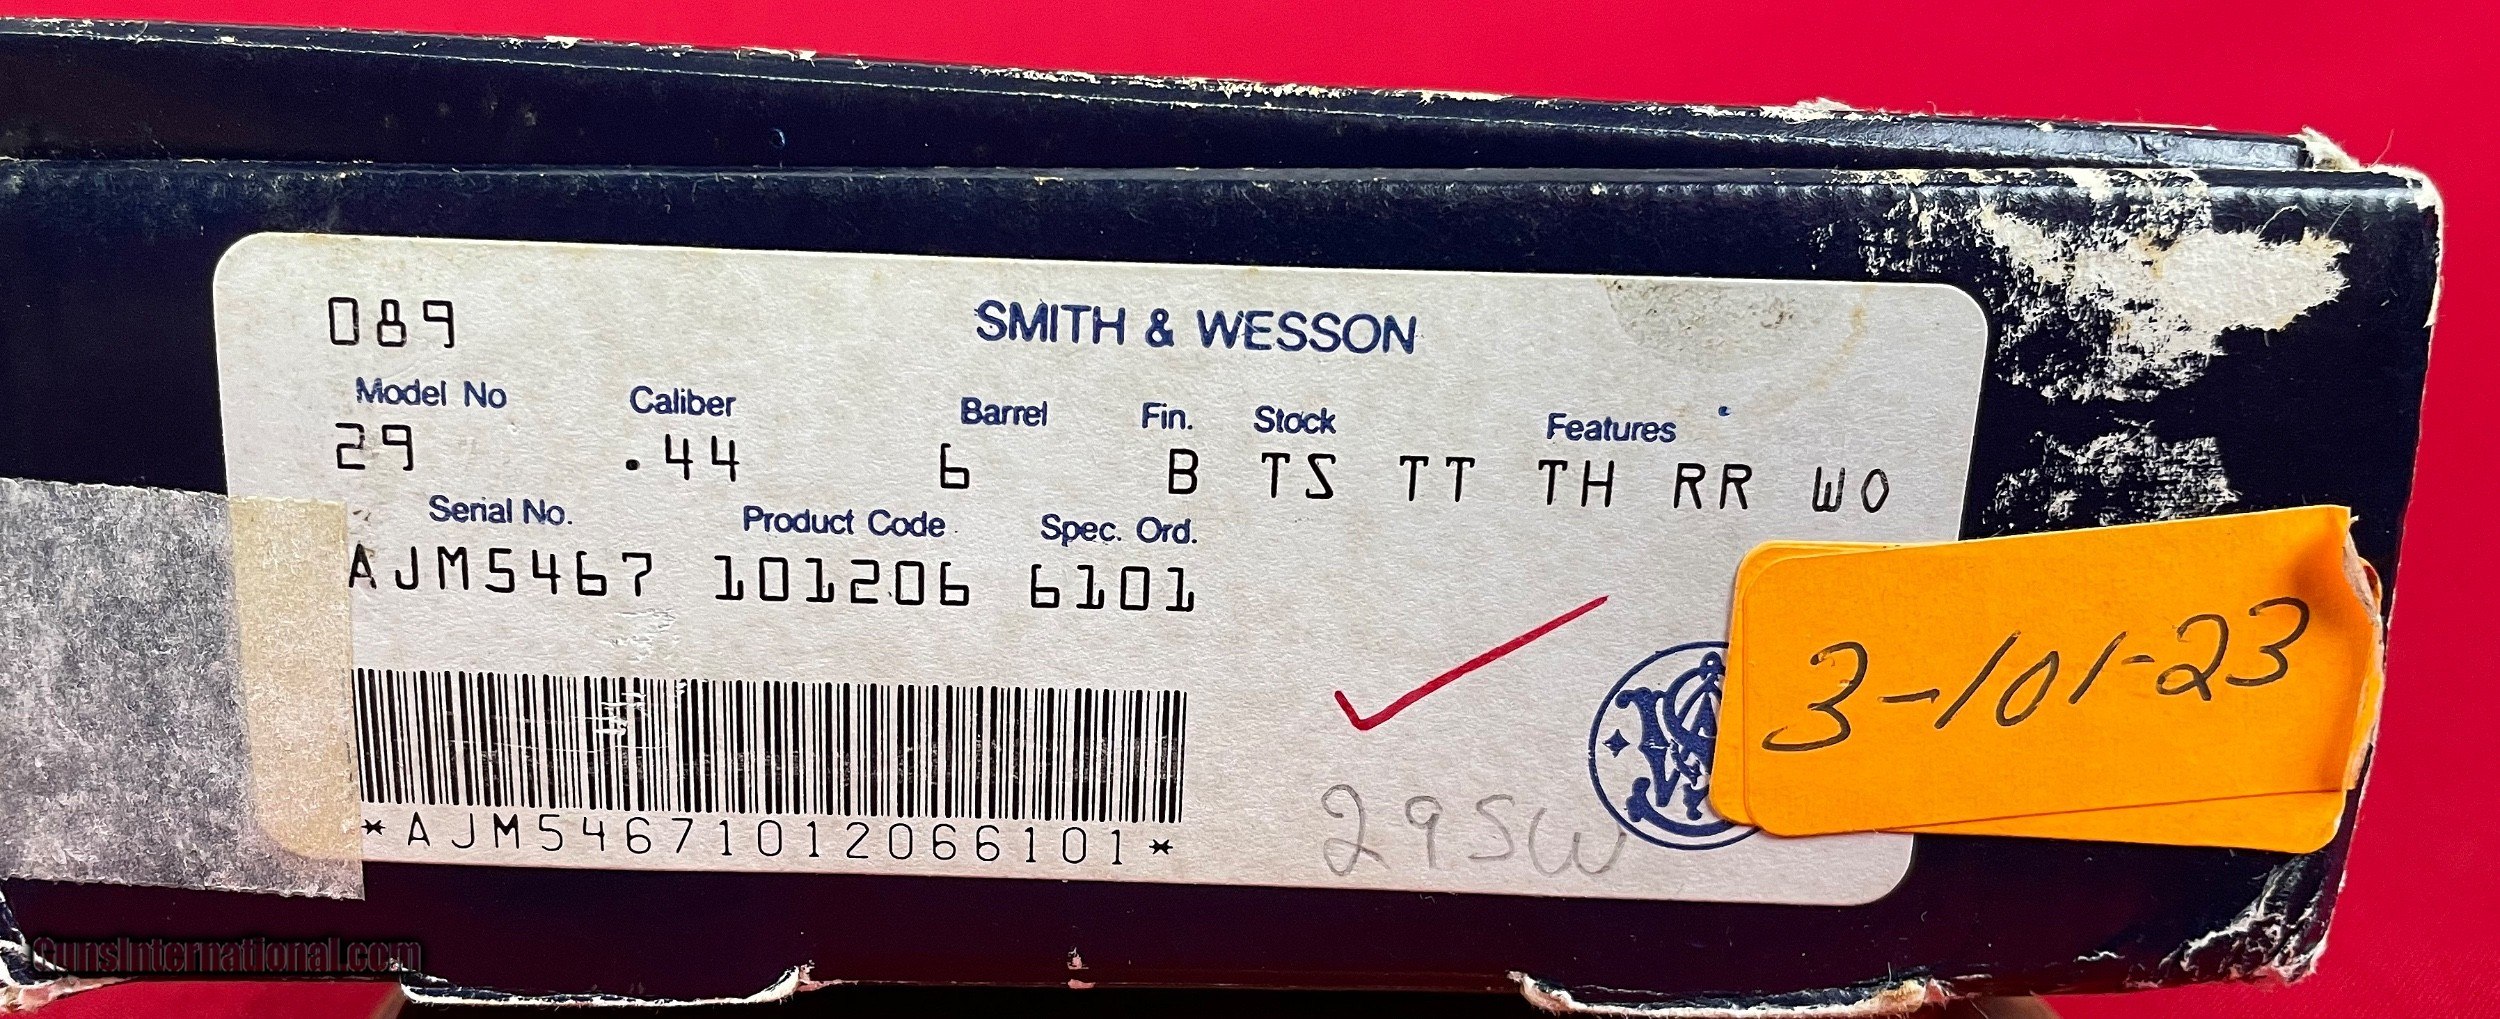 089
SMITH & WESSON
Model No Caliber Barrel Fin. Stock Features
29 .44 6 B TS TT TH RR WO
Serial No. Product Code Spec. Ord.
AJM5467 101206 6101
3-101-23
*AJM54671012066101*
29SW
GunsInternational.com